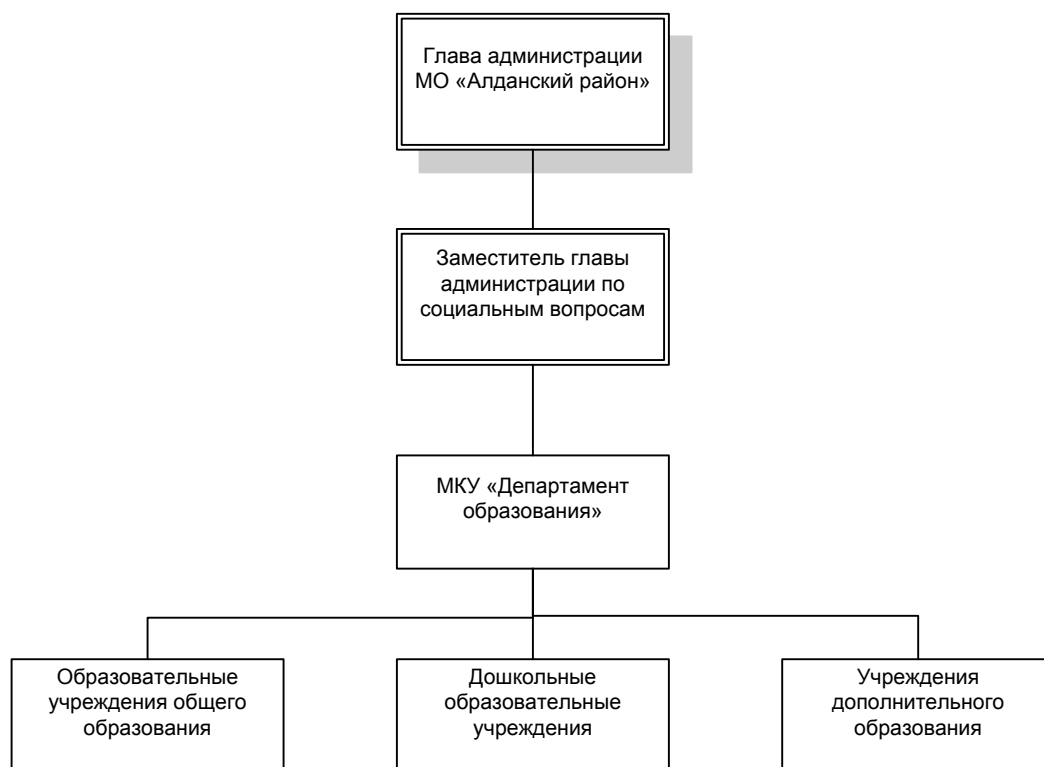 Глава администрации
МО «Алданский район»
Заместитель главы
администрации по
социальным вопросам
МКУ «Департамент
образования»
Образовательные
учреждения общего
образования
Дошкольные
образовательные
учреждения
Учреждения
дополнительного
образования